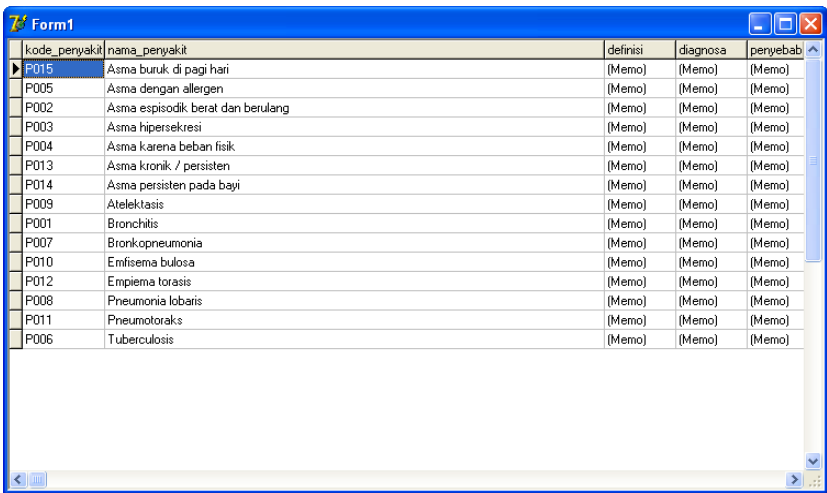 7 Form1
kode_penyakit nama_penyakit definisi diagnosa penyebab
P015 Asma buruk di pagi hari (Memo) (Memo) (Memo)
P005 Asma dengan allergen (Memo) (Memo) (Memo)
P002 Asma espisodik berat dan berulang (Memo) (Memo) (Memo)
P003 Asma hipersekresi (Memo) (Memo) (Memo)
P004 Asma karena beban fisik (Memo) (Memo) (Memo)
P013 Asma kronik / persisten (Memo) (Memo) (Memo)
P014 Asma persisten pada bayi (Memo) (Memo) (Memo)
P009 Atelektasis (Memo) (Memo) (Memo)
P001 Bronchitis (Memo) (Memo) (Memo)
P007 Bronkopneumonia (Memo) (Memo) (Memo)
P010 Emfisema bulosa (Memo) (Memo) (Memo)
P012 Empiema torasis (Memo) (Memo) (Memo)
P008 Pneumonia lobaris (Memo) (Memo) (Memo)
P011 Pneumotoraks (Memo) (Memo) (Memo)
P006 Tuberculosis (Memo) (Memo) (Memo)